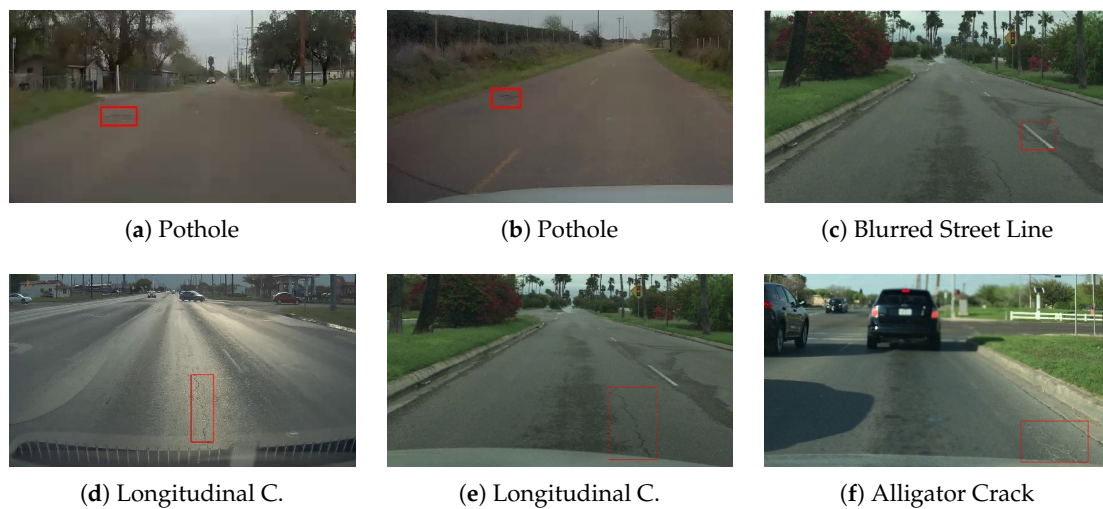 (a) Pothole
(b) Pothole
(c) Blurred Street Line
(d) Longitudinal C.
(e) Longitudinal C.
(f) Alligator Crack